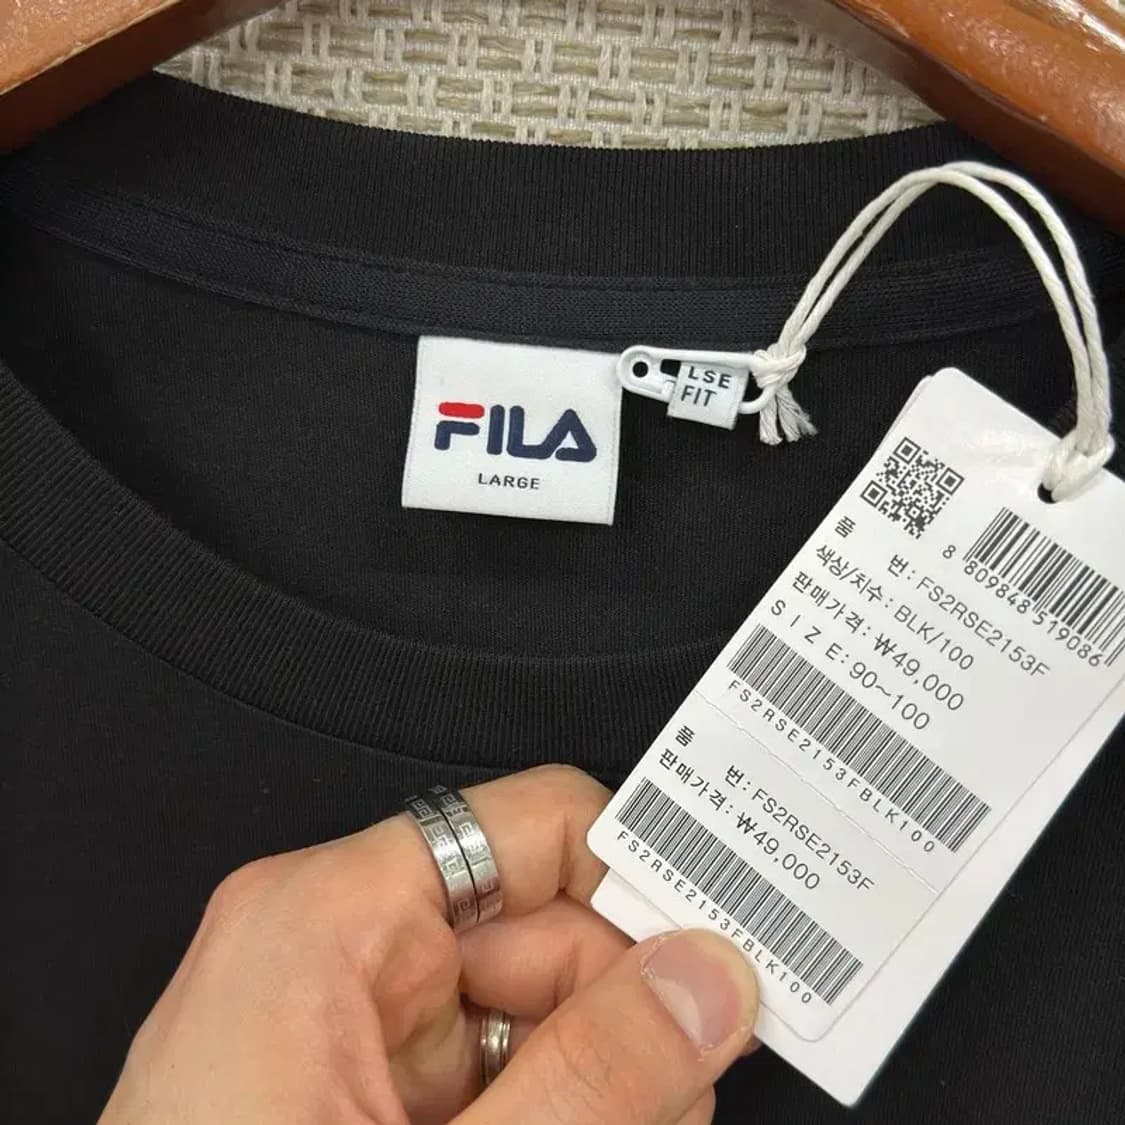 FILA
LARGE
LSE
FIT
8 809848 519086
품 번: FS2RSE2153F
색상/치수: BLK/100
판매가격: ₩49,000
SIZE: 90~100
FS2RSE2153FBLK100
품 번: FS2RSE2153F
판매가격: ₩49,000
FS2RSE2153FBLK100